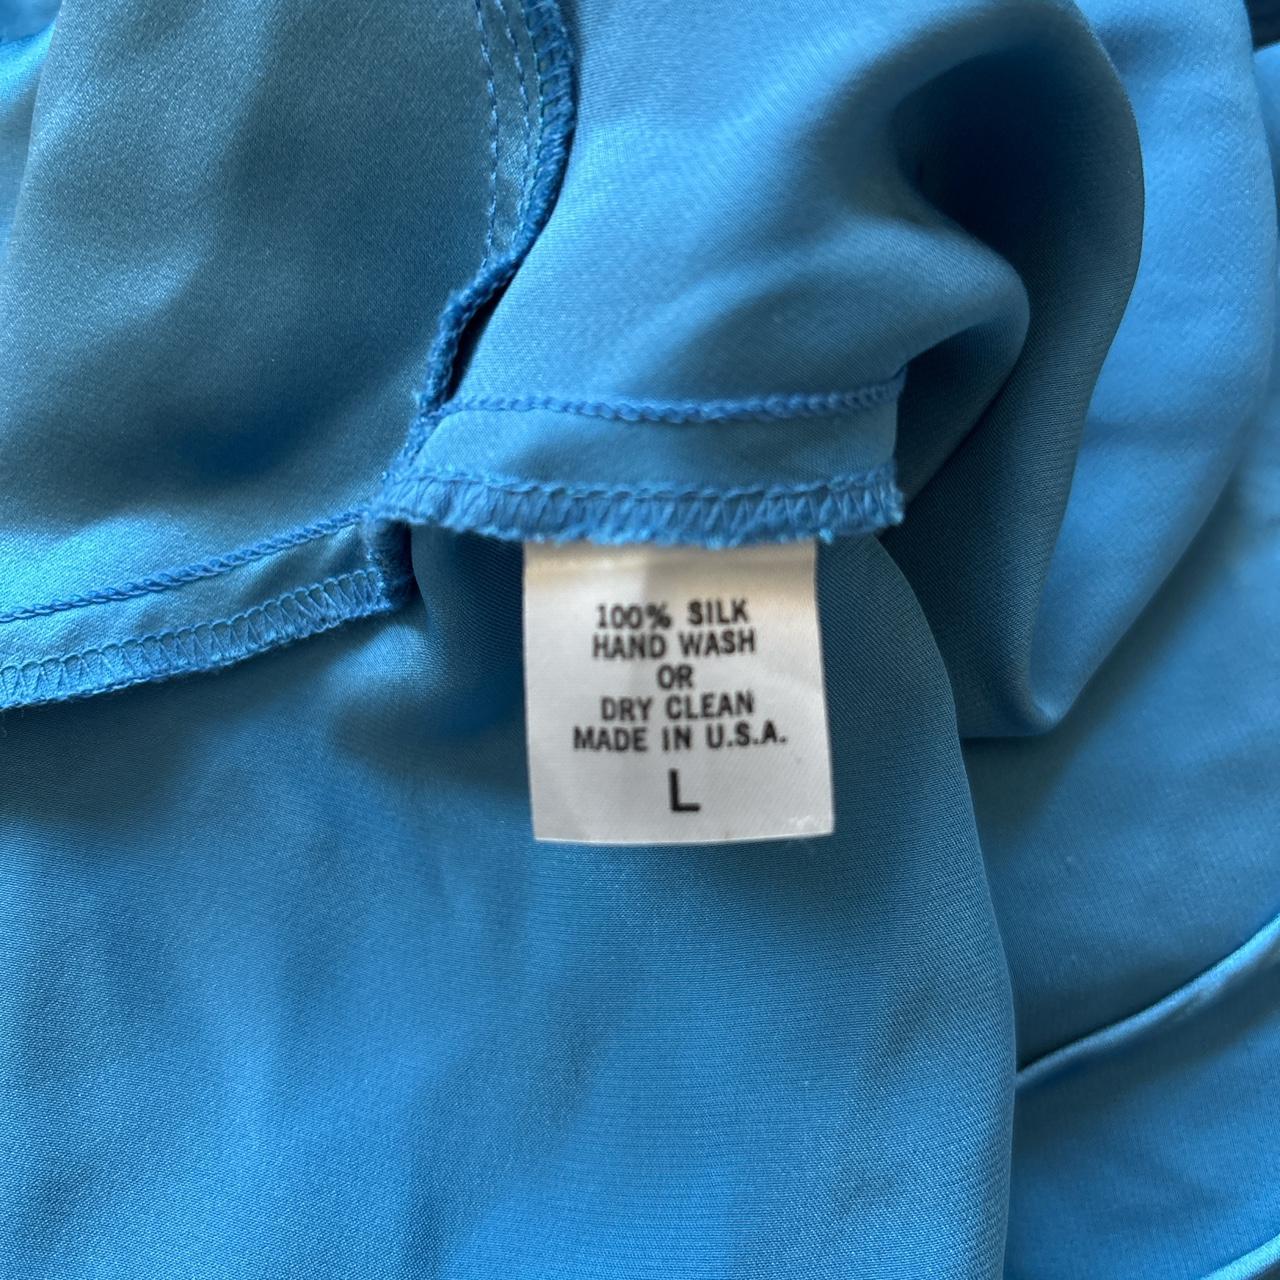 100% SILK
HAND WASH
OR
DRY CLEAN
MADE IN U.S.A.
L